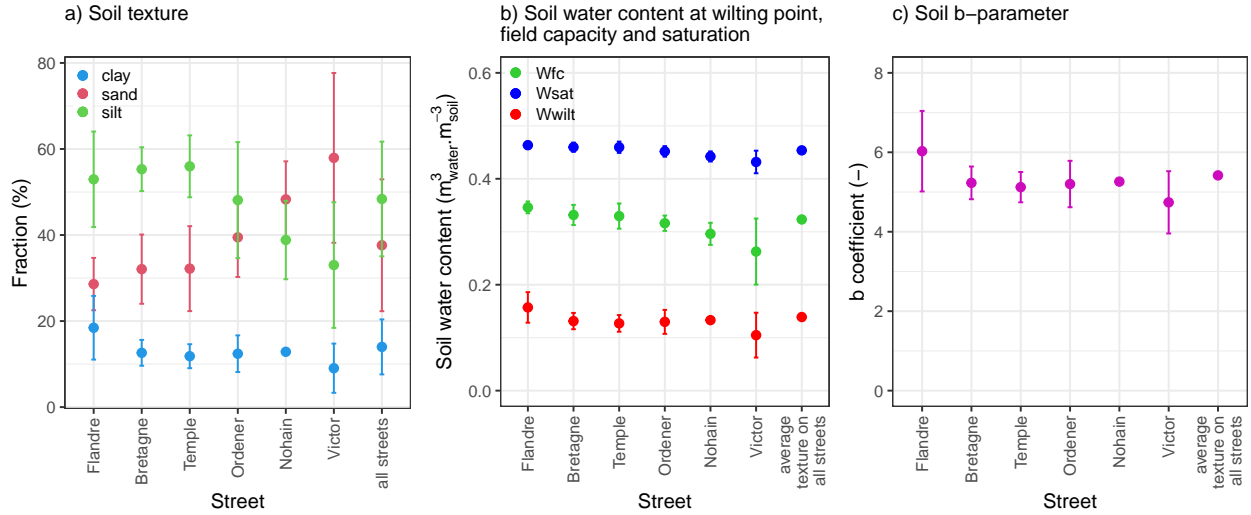 a) Soil texture
80
60
40
20
0
Fraction (%)
clay
sand
silt
Flandre
Bretagne
Temple
Ordener
Nohain
Victor
all streets
Street
b) Soil water content at wilting point,
field capacity and saturation
0.6
0.4
0.2
0.0
Soil water content (m³water.m⁻³soil)
Wfc
Wsat
Wwilt
Flandre
Bretagne
Temple
Ordener
Nohain
Victor
average
texture on
all streets
Street
c) Soil b−parameter
8
6
4
2
0
b coefficient (−)
Flandre
Bretagne
Temple
Ordener
Nohain
Victor
average
texture on
all streets
Street